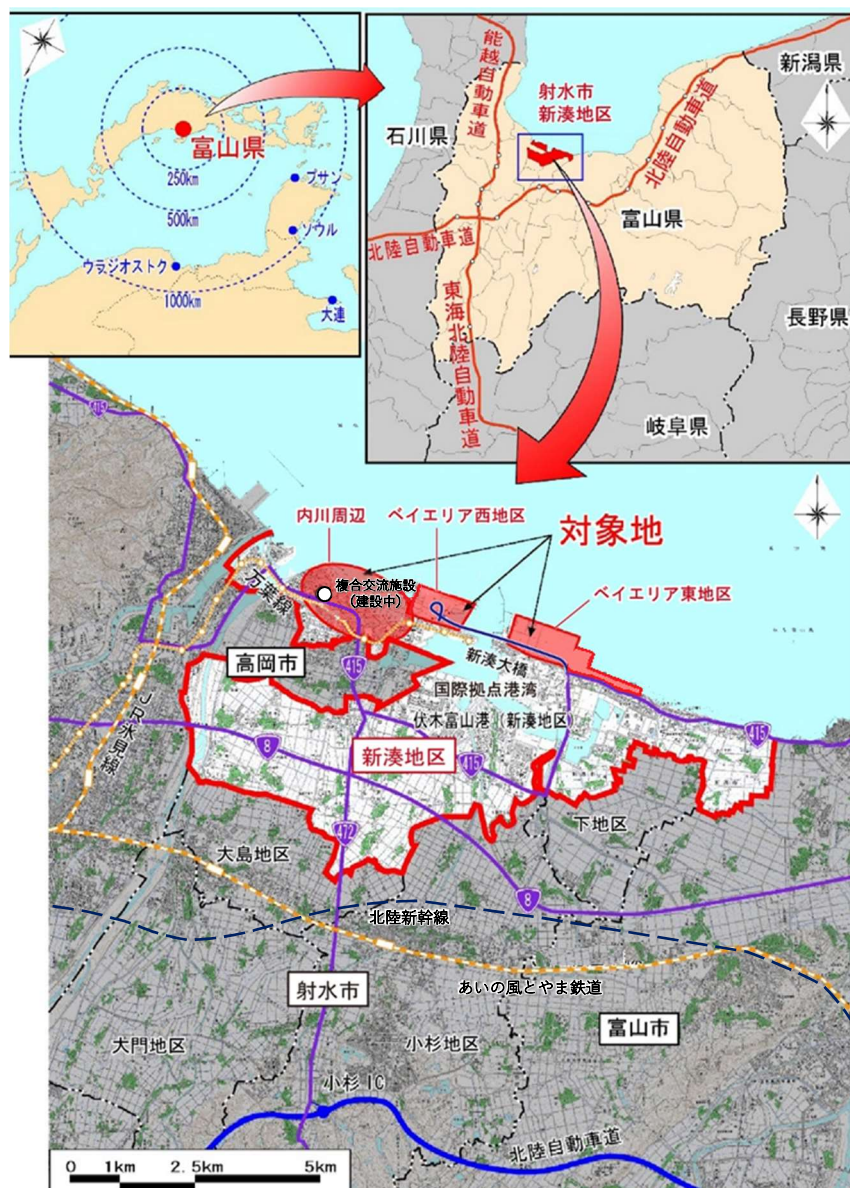 富山県
250km
500km
1000km
プサン
ソウル
ウラジオストク
大連
能越自動車道
射水市
新湊地区
新潟県
石川県
北陸自動車道
富山県
北陸自動車道
東海北陸自動車道
長野県
岐阜県
415
内川周辺
ベイエリア西地区
対象地
ベイエリア東地区
万葉線
複合交流施設
(建設中)
高岡市
415
新湊大橋
国際拠点港湾
伏木富山港(新湊地区)
JR氷見線
8
新湊地区
415
415
472
大島地区
下地区
8
北陸新幹線
射水市
あいの風とやま鉄道
富山市
大門地区
小杉地区
小杉IC
北陸自動車道
0 1km 2.5km 5km